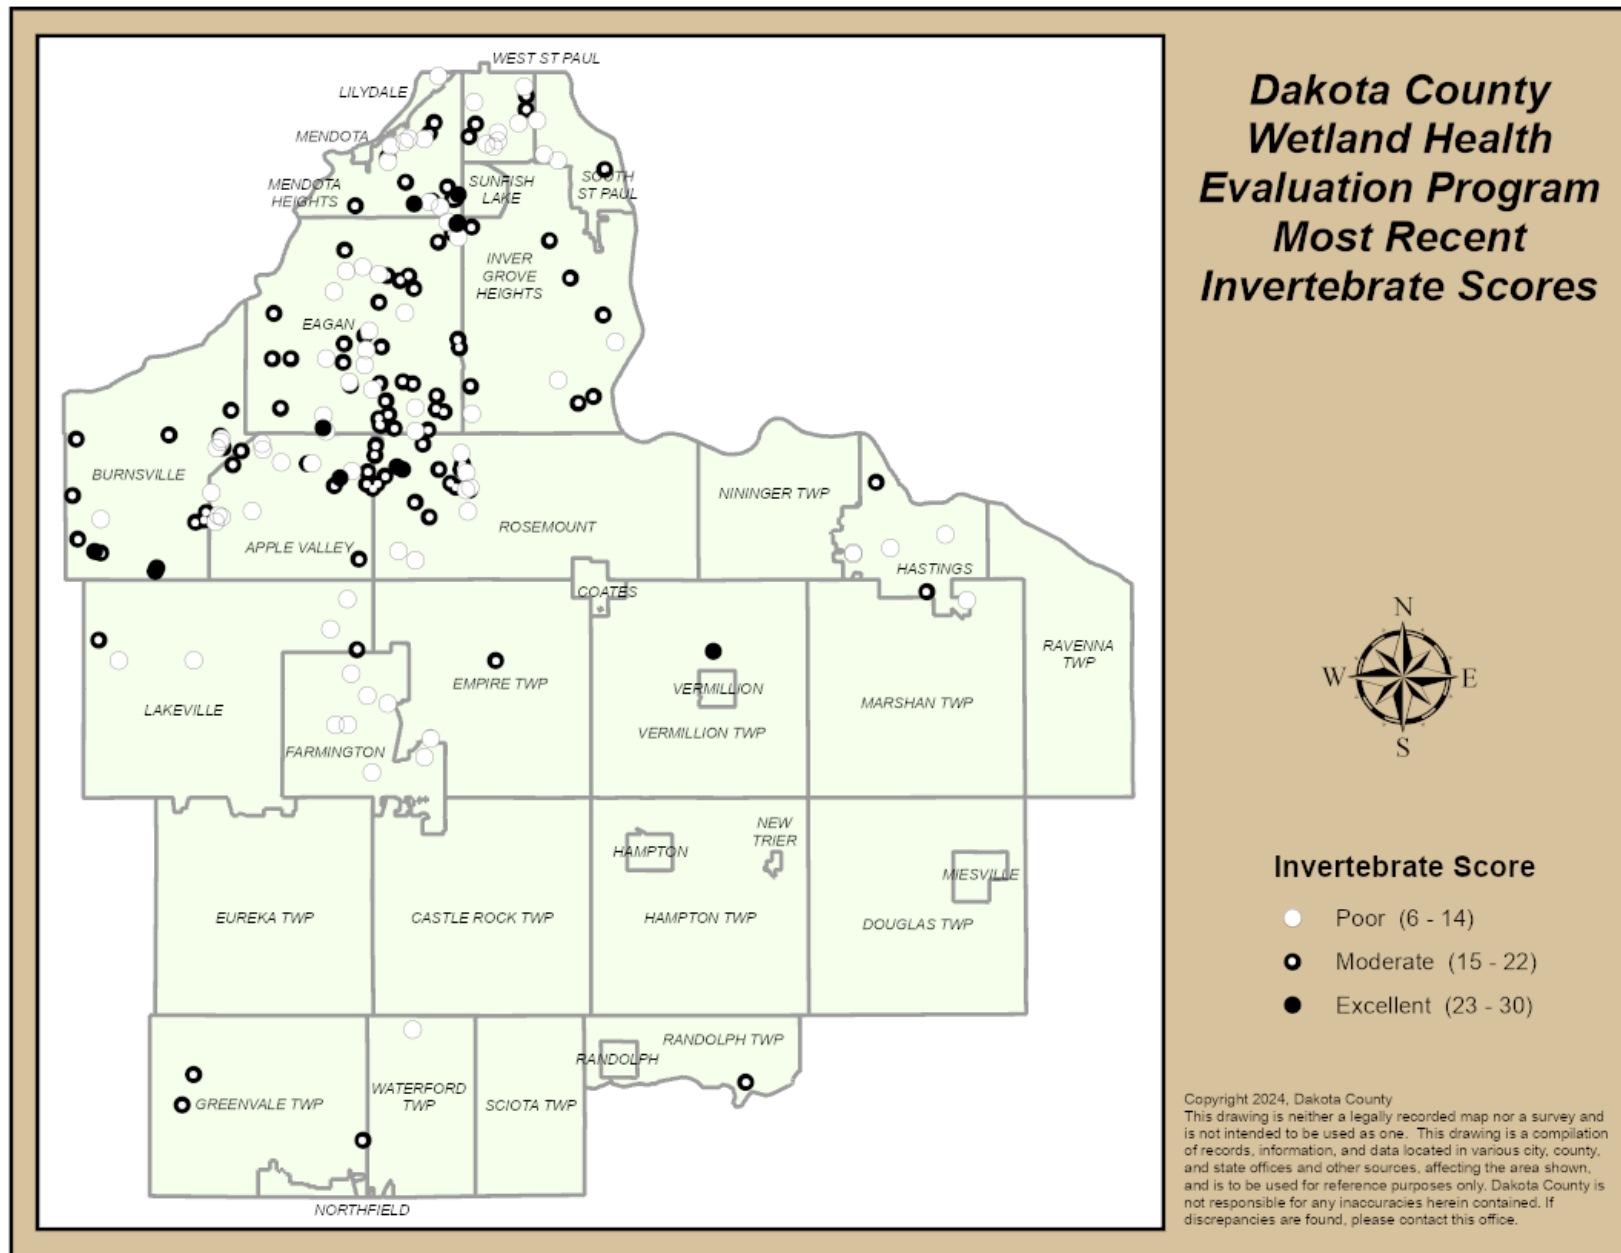 Dakota County
Wetland Health
Evaluation Program
Most Recent
Invertebrate Scores
WEST ST PAUL
LILYDALE
MENDOTA
MENDOTA
HEIGHTS
SUNFISH
LAKE
SOUTH
ST PAUL
INVER
GROVE
HEIGHTS
EAGAN
BURNSVILLE
APPLE VALLEY
ROSEMOUNT
NININGER TWP
HASTINGS
COATES
RAVENNA
TWP
LAKEVILLE
EMPIRE TWP
VERMILLION
VERMILLION TWP
MARSHAN TWP
FARMINGTON
NEW
TRIER
HAMPTON
MIESVILLE
EUREKA TWP
CASTLE ROCK TWP
HAMPTON TWP
DOUGLAS TWP
RANDOLPH TWP
RANDOLPH
GREENVALE TWP
WATERFORD
TWP
SCIOTA TWP
NORTHFIELD
N
W
E
S
Invertebrate Score
Poor (6 - 14)
Moderate (15 - 22)
Excellent (23 - 30)
Copyright 2024, Dakota County
This drawing is neither a legally recorded map nor a survey and
is not intended to be used as one. This drawing is a compilation
of records, information, and data located in various city, county,
and state offices and other sources, affecting the area shown,
and is to be used for reference purposes only. Dakota County is
not responsible for any inaccuracies herein contained. If
discrepancies are found, please contact this office.